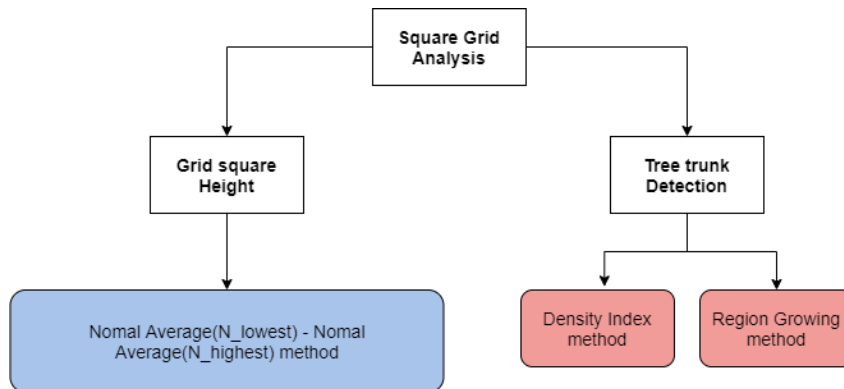 Square Grid
Analysis
Grid square
Height
Tree trunk
Detection
Nomal Average(N_lowest) - Nomal
Average(N_highest) method
Density Index
method
Region Growing
method